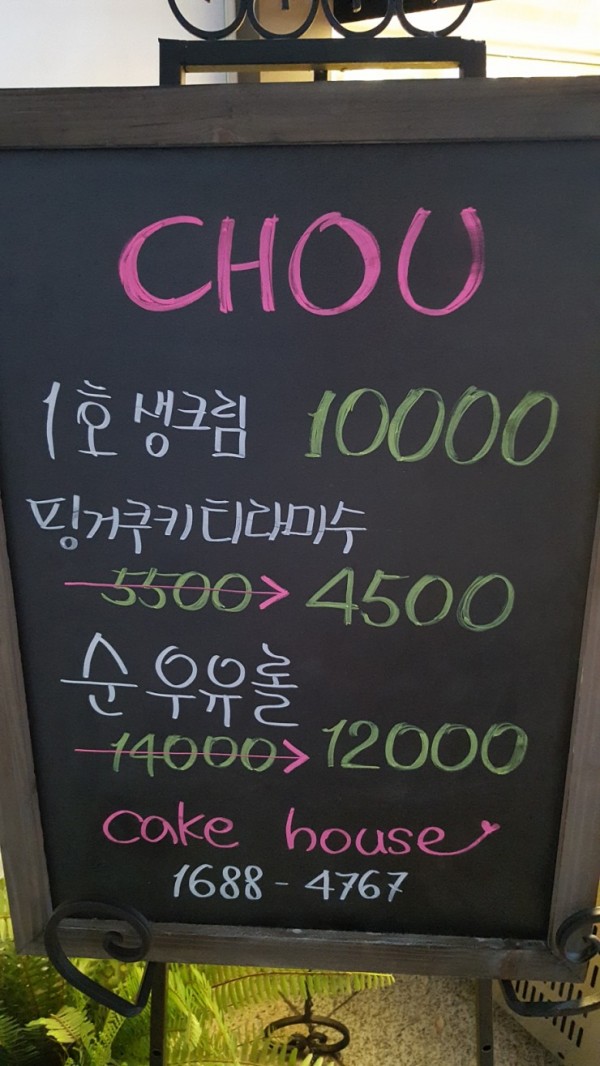 CHOU
1호 생크림 10000
핑거쿠키티라미수
5500 > 4500
순우유롤
14000 > 12000
cake house
1688-4767